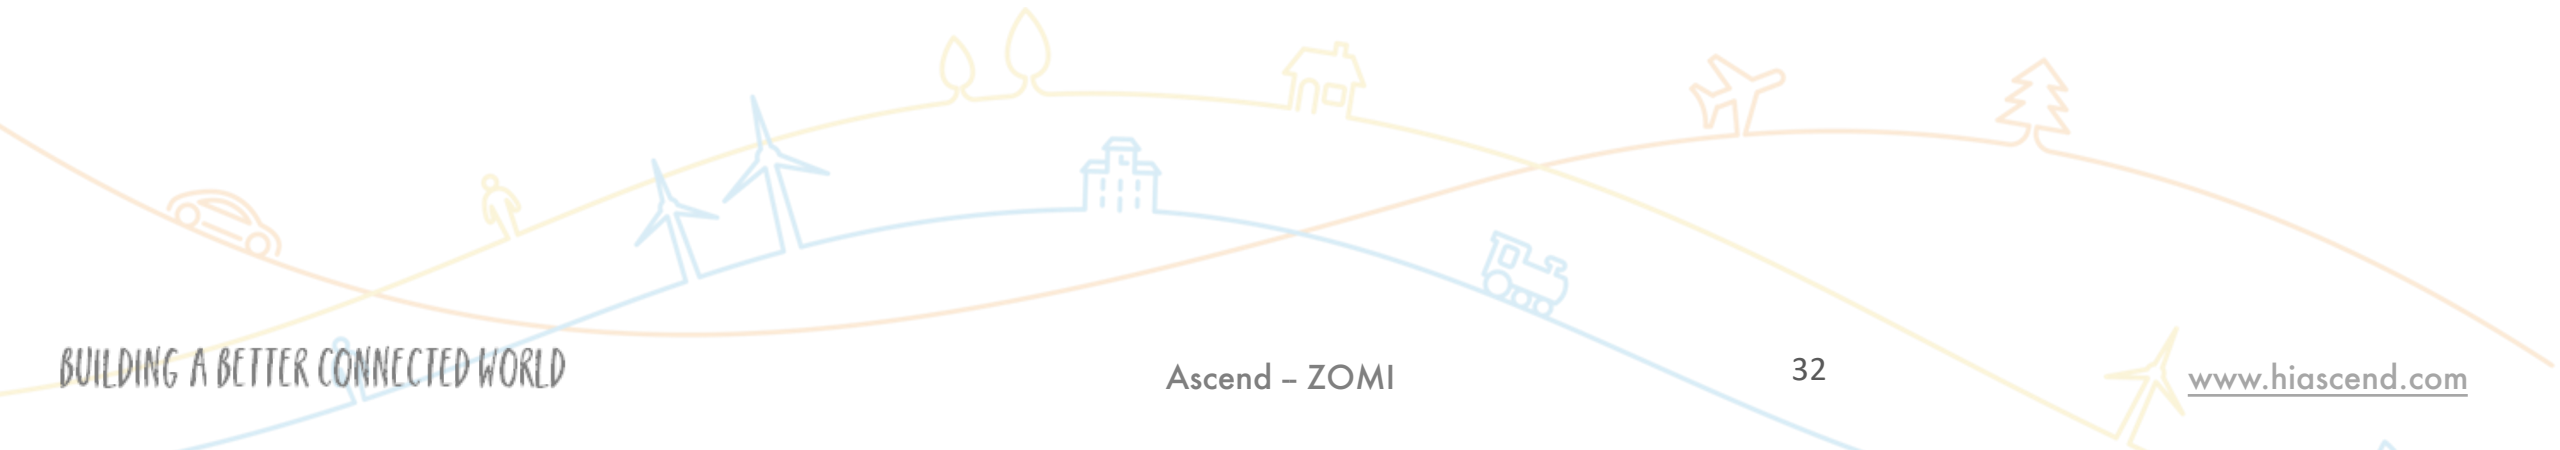 BUILDING A BETTER CONNECTED WORLD
Ascend – ZOMI
32
www.hiascend.com